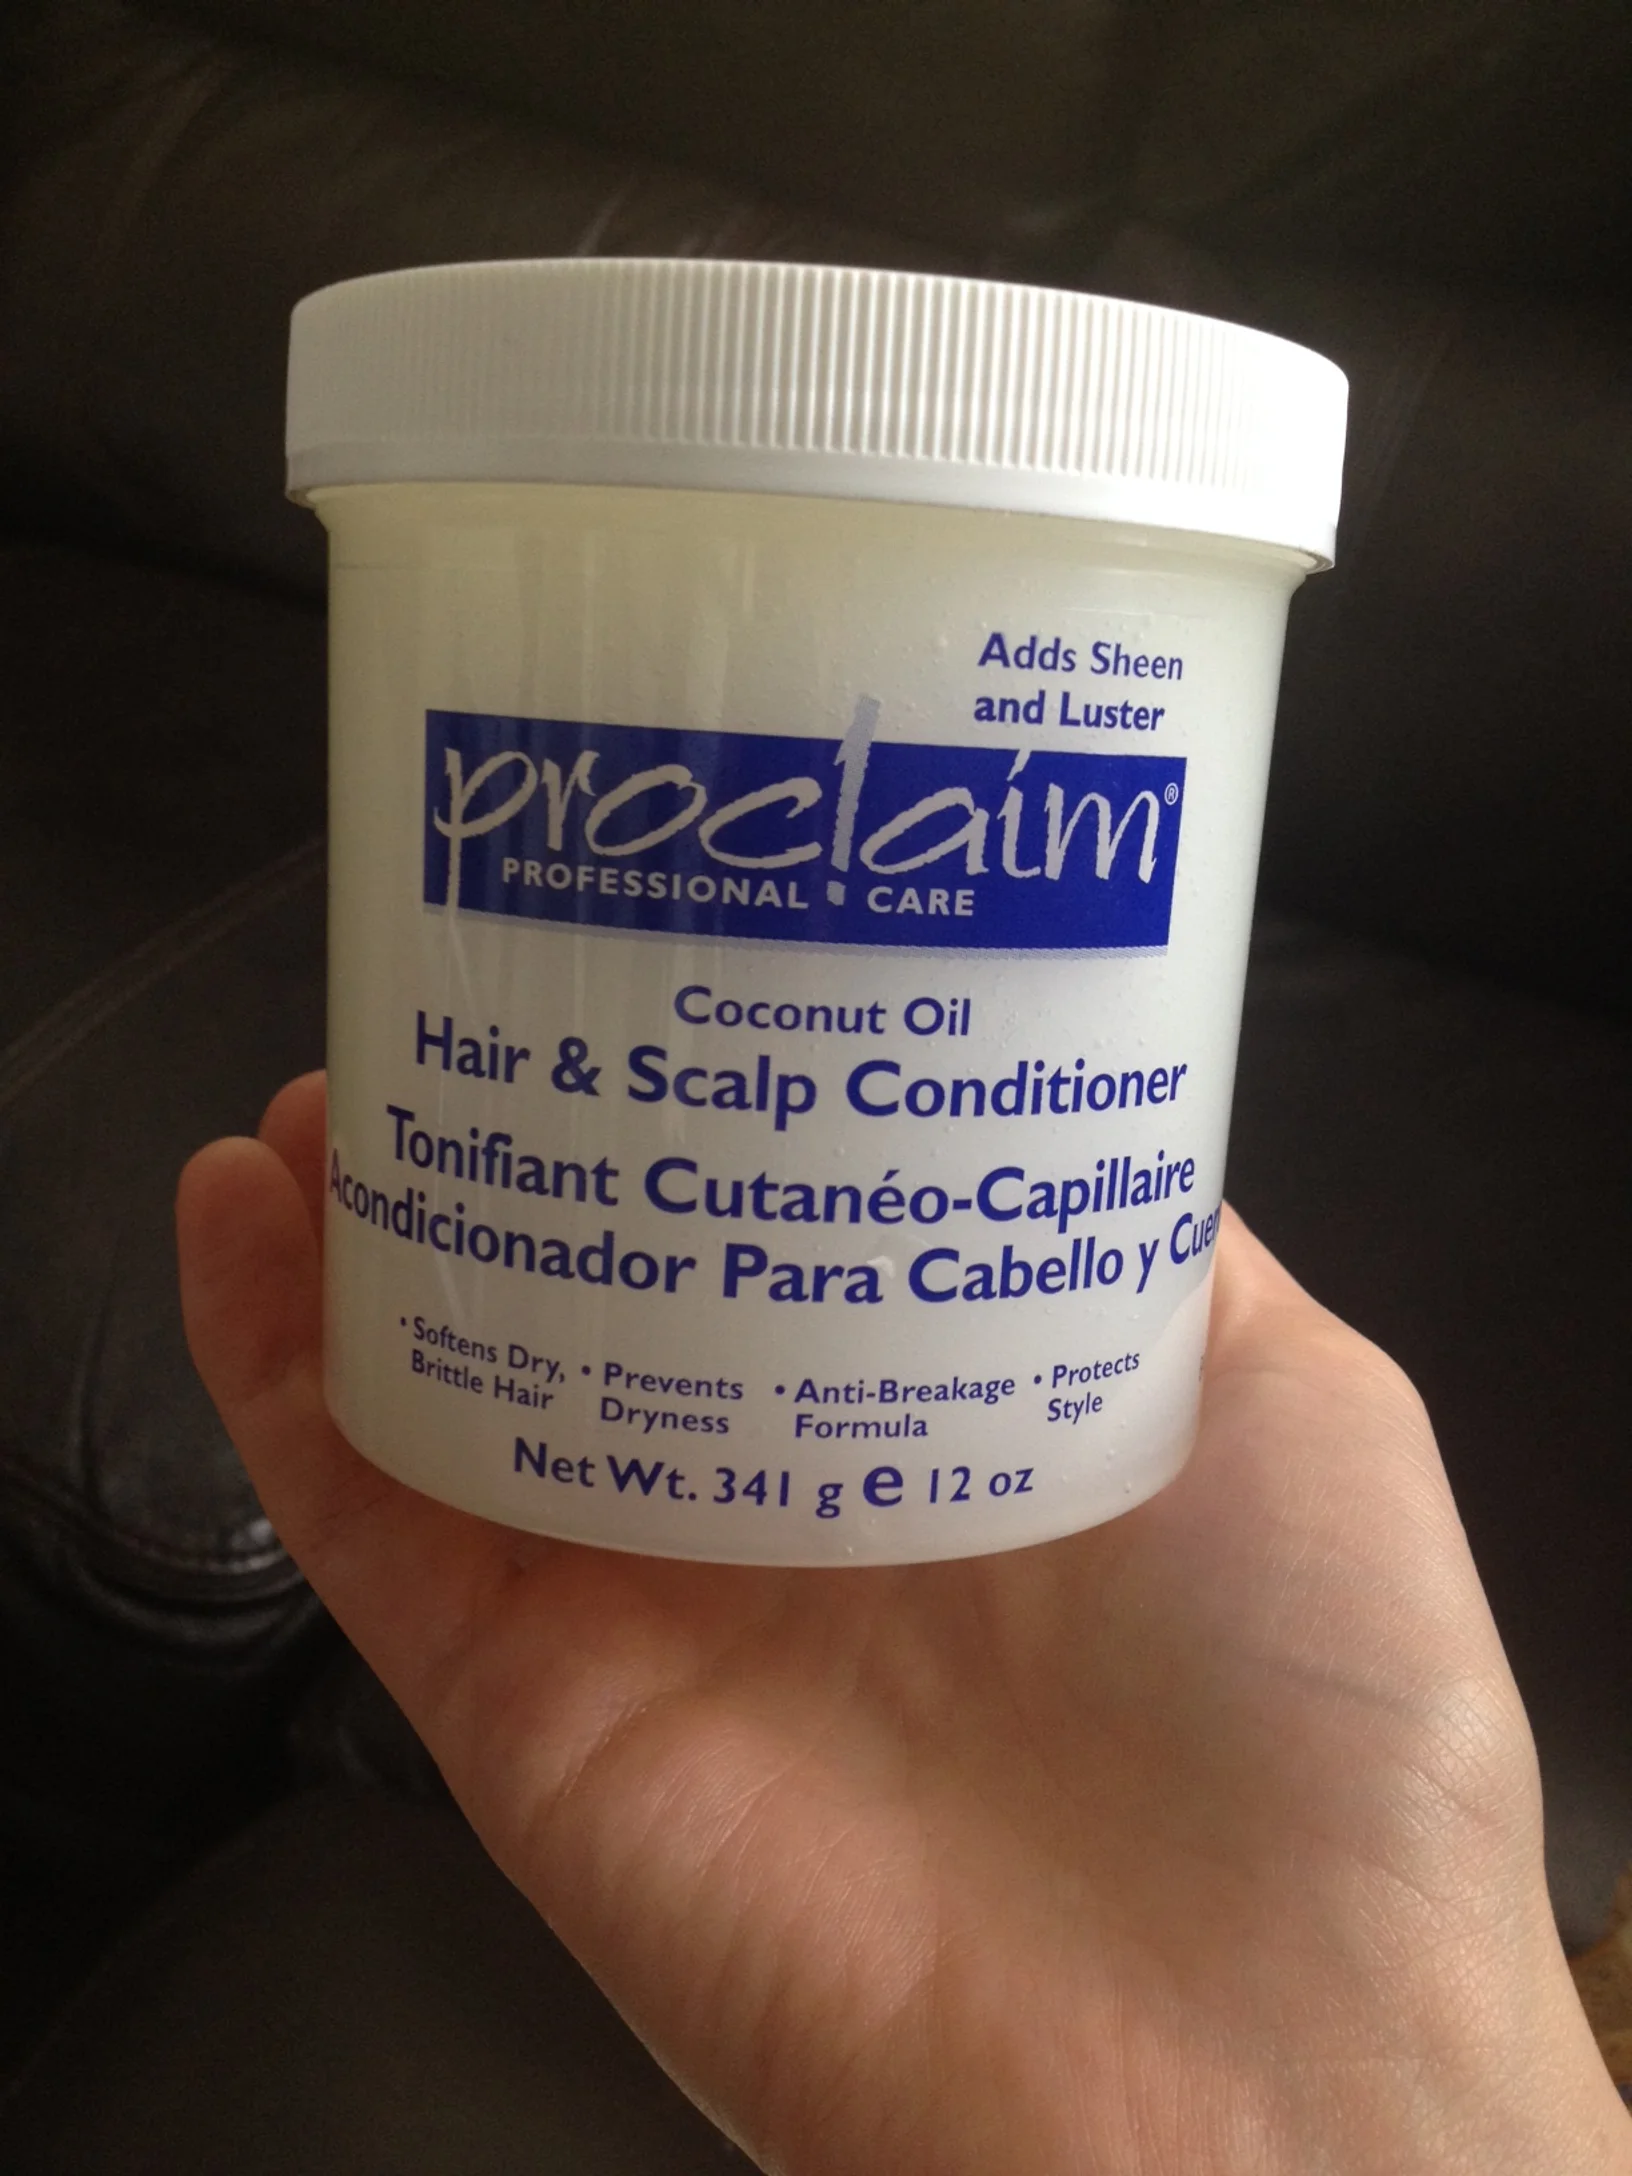 Adds Sheen
and Luster
proclaim®
PROFESSIONAL CARE
Coconut Oil
Hair & Scalp Conditioner
Tonifiant Cutanéo-Capillaire
Acondicionador Para Cabello y
• Softens Dry,
Brittle Hair
• Prevents
Dryness
• Anti-Breakage
Formula
• Protects
Style
Net Wt. 341 g e 12 oz